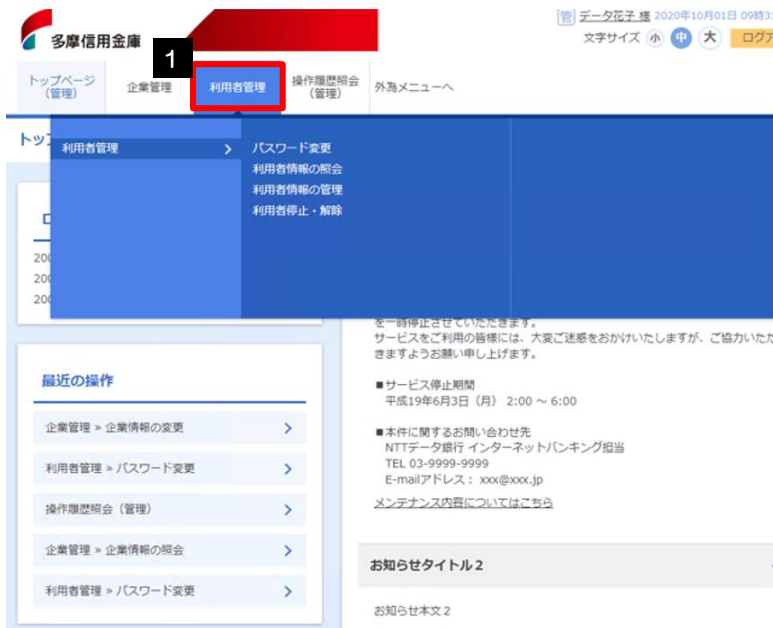 多摩信用金庫
[管] データ花子 様 2020年10月01日 09時3
文字サイズ 小 中 大 ログア
1
トップページ
(管理)
企業管理
利用者管理
操作履歴照会
(管理)
外為メニューへ
トップ
利用者管理
パスワード変更
利用者情報の照会
利用者情報の管理
利用者停止・解除
ロ
200
200
200
を一時停止させていただきます。
サービスをご利用の皆様には、大変ご迷惑をおかけいたしますが、ご協力いただ
きますようお願い申し上げます。
■サービス停止期間
平成19年6月3日（月） 2:00 ～ 6:00
■本件に関するお問い合わせ先
NTTデータ銀行 インターネットバンキング担当
TEL 03-9999-9999
E-mailアドレス： xxx@xxx.jp
メンテナンス内容についてはこちら
最近の操作
企業管理 » 企業情報の変更
利用者管理 » パスワード変更
操作履歴照会（管理）
企業管理 » 企業情報の照会
利用者管理 » パスワード変更
お知らせタイトル２
お知らせ本文２